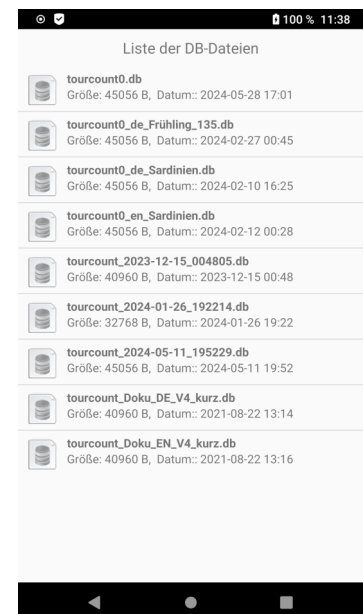 100 % 11:38
Liste der DB-Dateien
tourcount0.db
Größe: 45056 B, Datum:: 2024-05-28 17:01
tourcount0_de_Frühling_135.db
Größe: 45056 B, Datum:: 2024-02-27 00:45
tourcount0_de_Sardinien.db
Größe: 45056 B, Datum:: 2024-02-10 16:25
tourcount0_en_Sardinien.db
Größe: 45056 B, Datum:: 2024-02-12 00:28
tourcount_2023-12-15_004805.db
Größe: 40960 B, Datum:: 2023-12-15 00:48
tourcount_2024-01-26_192214.db
Größe: 32768 B, Datum:: 2024-01-26 19:22
tourcount_2024-05-11_195229.db
Größe: 45056 B, Datum:: 2024-05-11 19:52
tourcount_Doku_DE_V4_kurz.db
Größe: 40960 B, Datum:: 2021-08-22 13:14
tourcount_Doku_EN_V4_kurz.db
Größe: 40960 B, Datum:: 2021-08-22 13:16